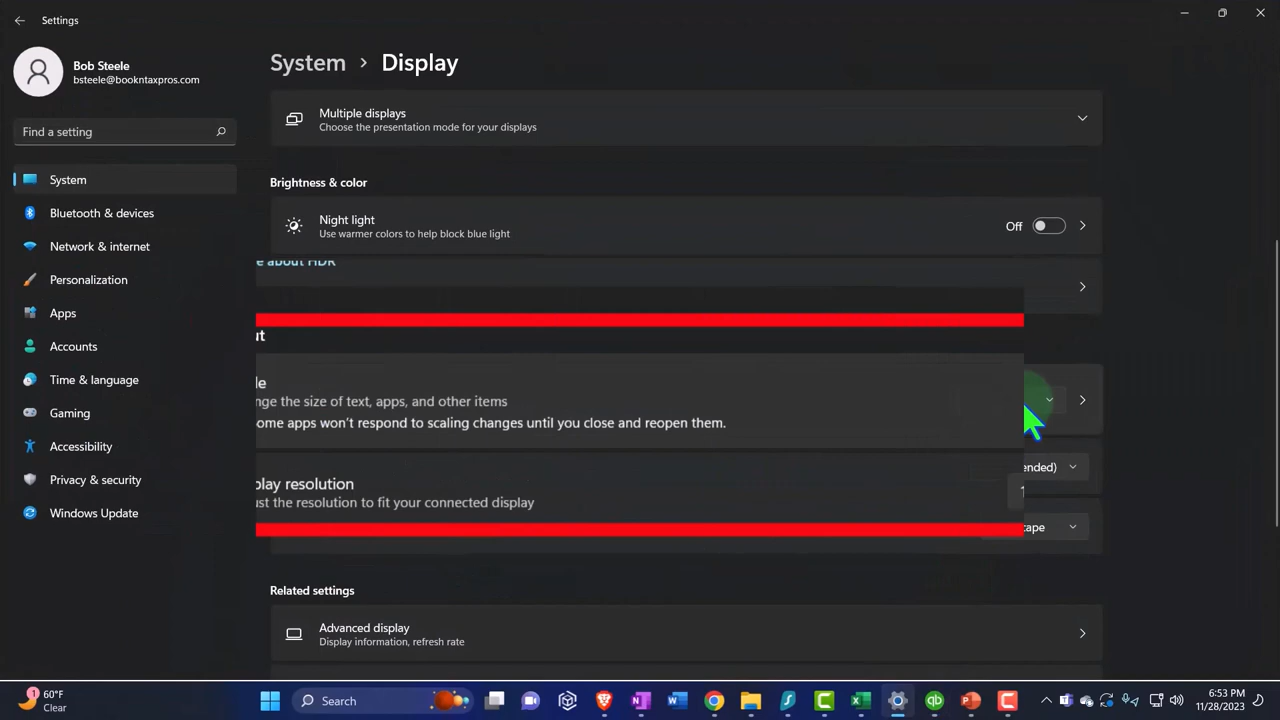 Settings
Bob Steele
bsteele@bookntaxpros.com
Find a setting
System
Bluetooth & devices
Network & internet
Personalization
Apps
Accounts
Time & language
Gaming
Accessibility
Privacy & security
Windows Update
System > Display
Multiple displays
Choose the presentation mode for your displays
Brightness & color
Night light
Use warmer colors to help block blue light
Off
e about HDR
ut
le
nge the size of text, apps, and other items
ome apps won't respond to scaling changes until you close and reopen them.
ended)
play resolution
ust the resolution to fit your connected display
1
cape
Related settings
Advanced display
Display information, refresh rate
1
60°F
Clear
Search
6:53 PM
11/28/2023